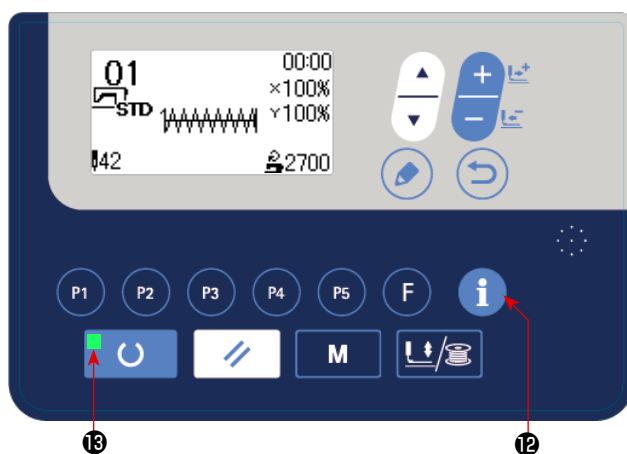 01
00:00
×100%
STD
Y100%
42
2700
+
−
P1 P2 P3 P4 P5 F i
M
⓭
⓬